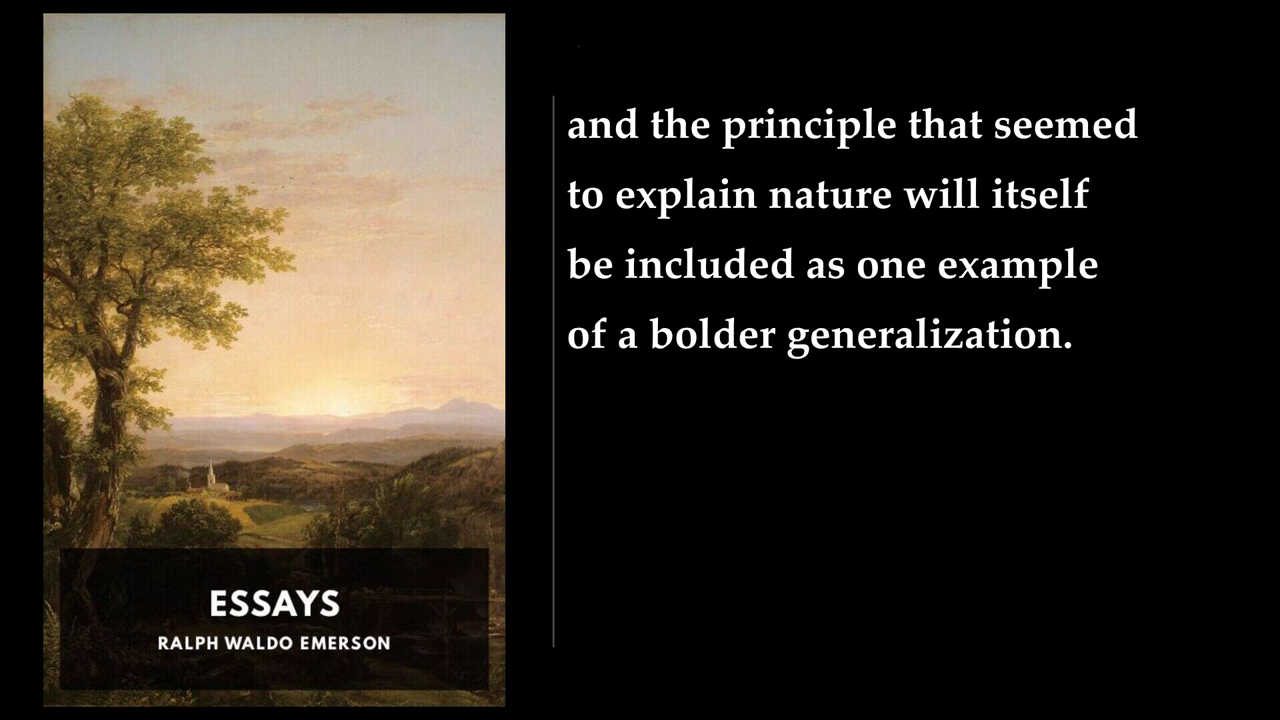 and the principle that seemed
to explain nature will itself
be included as one example
of a bolder generalization.
ESSAYS
RALPH WALDO EMERSON